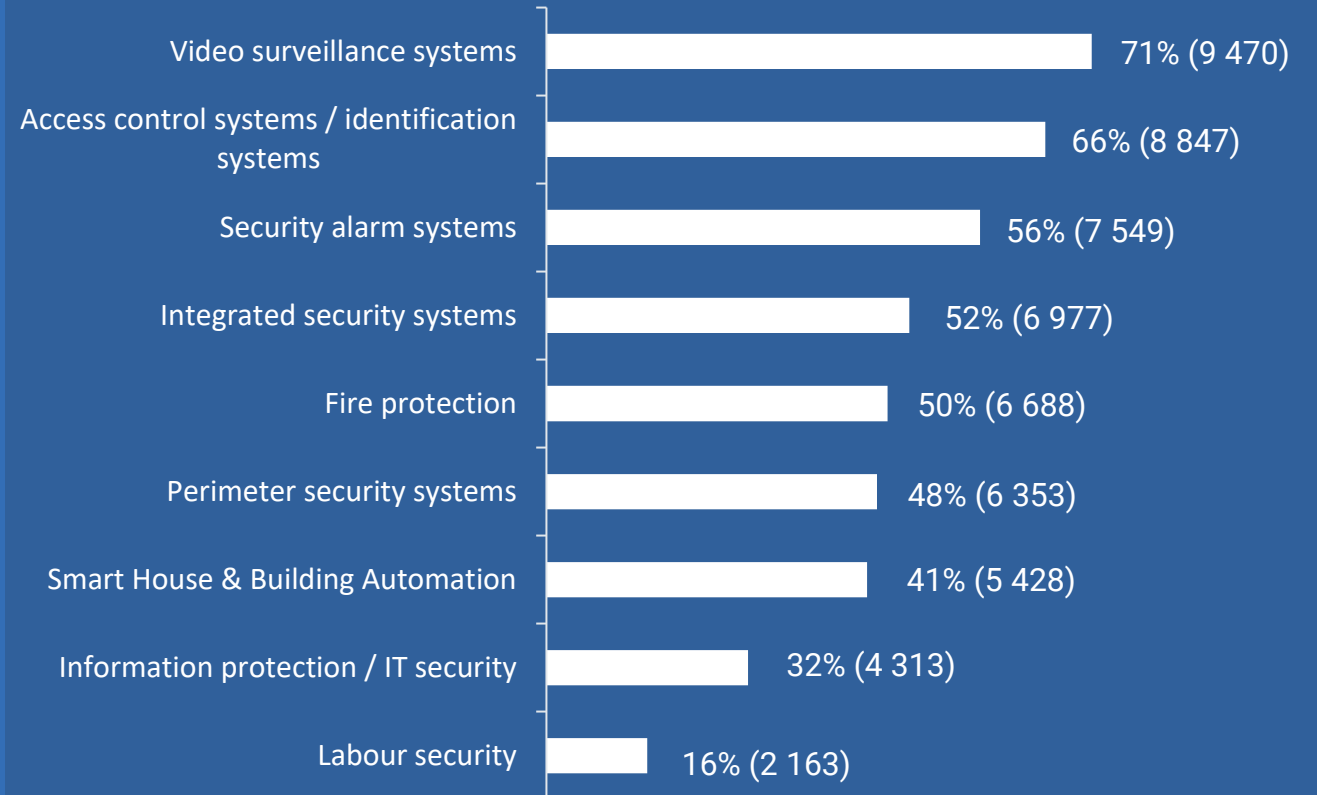 Video surveillance systems
71% (9 470)
Access control systems / identification
systems
66% (8 847)
Security alarm systems
56% (7 549)
Integrated security systems
52% (6 977)
Fire protection
50% (6 688)
Perimeter security systems
48% (6 353)
Smart House & Building Automation
41% (5 428)
Information protection / IT security
32% (4 313)
Labour security
16% (2 163)